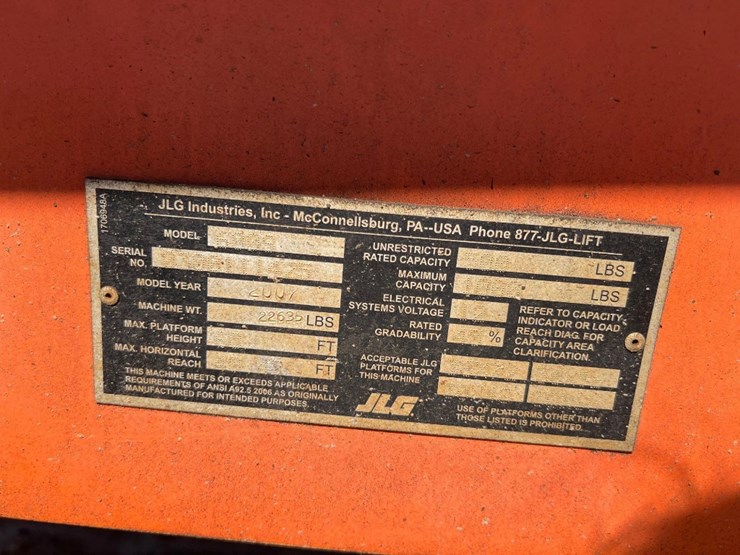 1706948A
JLG Industries, Inc - McConnellsburg, PA--USA Phone 877-JLG-LIFT
MODEL
SERIAL
NO.
MODEL YEAR 2007
MACHINE WT. 22635 LBS
MAX. PLATFORM
HEIGHT FT
MAX. HORIZONTAL
REACH FT
THIS MACHINE MEETS OR EXCEEDS APPLICABLE
REQUIREMENTS OF ANSI A92.5 2006 AS ORIGINALLY
MANUFACTURED FOR INTENDED PURPOSES.
UNRESTRICTED
RATED CAPACITY LBS
MAXIMUM
CAPACITY LBS
ELECTRICAL
SYSTEMS VOLTAGE
RATED
GRADABILITY %
REFER TO CAPACITY
INDICATOR OR LOAD
REACH DIAG. FOR
CAPACITY AREA
CLARIFICATION.
ACCEPTABLE JLG
PLATFORMS FOR
THIS MACHINE
JLG
USE OF PLATFORMS OTHER THAN
THOSE LISTED IS PROHIBITED.